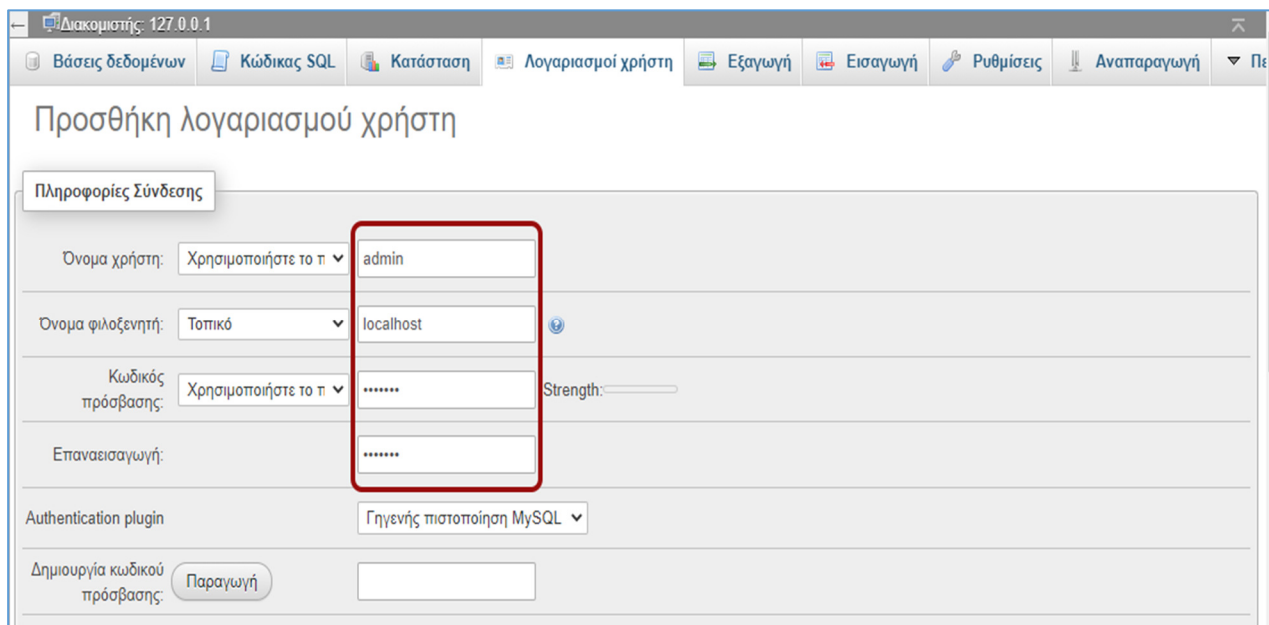 Διακομιστής: 127.0.0.1
Βάσεις δεδομένων Κώδικας SQL Κατάσταση Λογαριασμοί χρήστη Εξαγωγή Εισαγωγή Ρυθμίσεις Αναπαραγωγή Πε
Προσθήκη λογαριασμού χρήστη
Πληροφορίες Σύνδεσης
Όνομα χρήστη: Χρησιμοποιήστε το π admin
Όνομα φιλοξενητή: Τοπικό localhost
Κωδικός
πρόσβασης: Χρησιμοποιήστε το π ••••••• Strength:
Επαναεισαγωγή: •••••••
Authentication plugin Γηγενής πιστοποίηση MySQL
Δημιουργία κωδικού
πρόσβασης: Παραγωγή